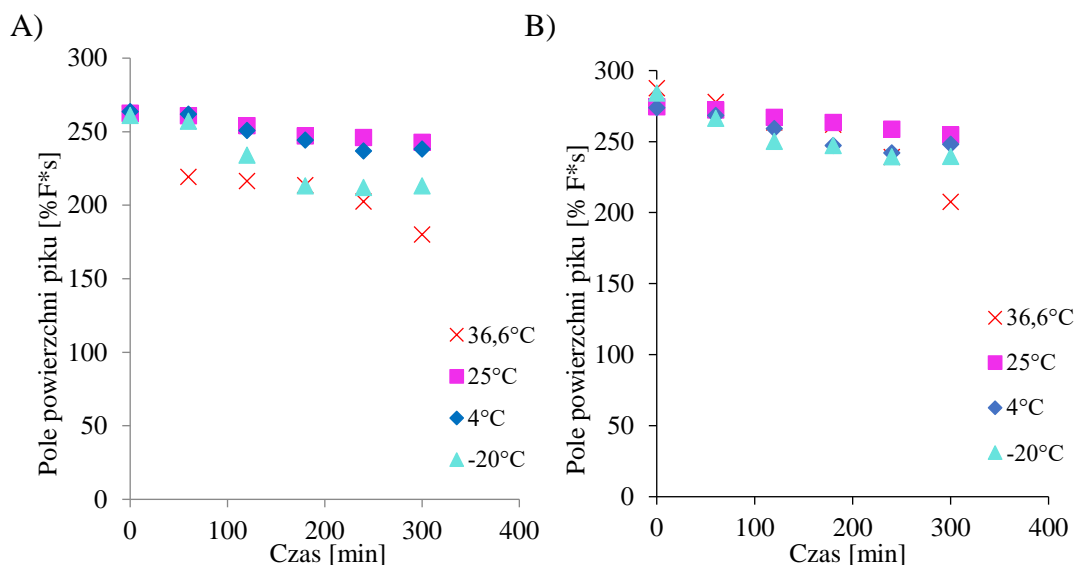 A)
300
250
200
150
100
50
0
0
100
200
300
400
Pole powierzchni piku [%F*s]
Czas [min]
36,6°C
25°C
4°C
-20°C
B)
300
250
200
150
100
50
0
0
100
200
300
400
Pole powierzchni piku [% F*s]
Czas [min]
36,6°C
25°C
4°C
-20°C